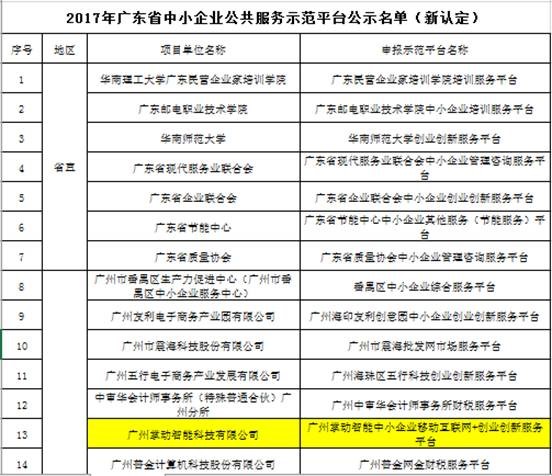 2017年广东省中小企业公共服务示范平台公示名单（新认定）
序号 地区 项目单位名称 申报示范平台名称
1 华南理工大学广东民营企业家培训学院 广东民营企业家培训学院培训服务平台
2 广东邮电职业技术学院 广东邮电职业技术学院中小企业培训服务平台
3 华南师范大学 华南师范大学创业创新服务平台
4 省直 广东省现代服务业联合会 广东省现代服务业联合会中小企业管理咨询服务平台
5 广东省企业联合会 广东省企业联合会中小企业创业创新服务平台
6 广东省节能中心 广东省节能中心中小企业其他服务（节能服务）平台
7 广东省质量协会 广东省质量协会中小企业管理咨询服务平台
8 广州市番禺区生产力促进中心（广州市番禺区中小企业服务中心） 番禺区中小企业综合服务平台
9 广州友利电子商务产业园有限公司 广州海印友利创意园中小企业创业创新服务平台
10 广州市震海科技股份有限公司 广州市震海批发网市场服务平台
11 广州五行电子商务产业发展有限公司 广州海珠区五行科技创业创新服务平台
12 中审华会计师事务所（特殊普通合伙）广州分所 广州中审华会计师事务所财税服务平台
13 广州掌动智能科技有限公司 广州掌动智能中小企业移动互联网+创业创新服务平台
14 广州普金计算机科技股份有限公司 广州普金网金财税服务平台